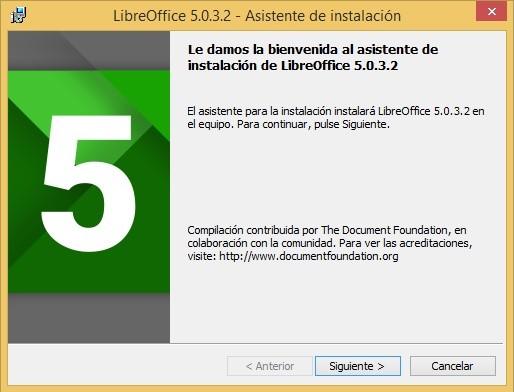 LibreOffice 5.0.3.2 - Asistente de instalación
Le damos la bienvenida al asistente de
instalación de LibreOffice 5.0.3.2
El asistente para la instalación instalará LibreOffice 5.0.3.2 en
el equipo. Para continuar, pulse Siguiente.
5
Compilación contribuida por The Document Foundation, en
colaboración con la comunidad. Para ver las acreditaciones,
visite: http://www.documentfoundation.org
< Anterior
Siguiente >
Cancelar